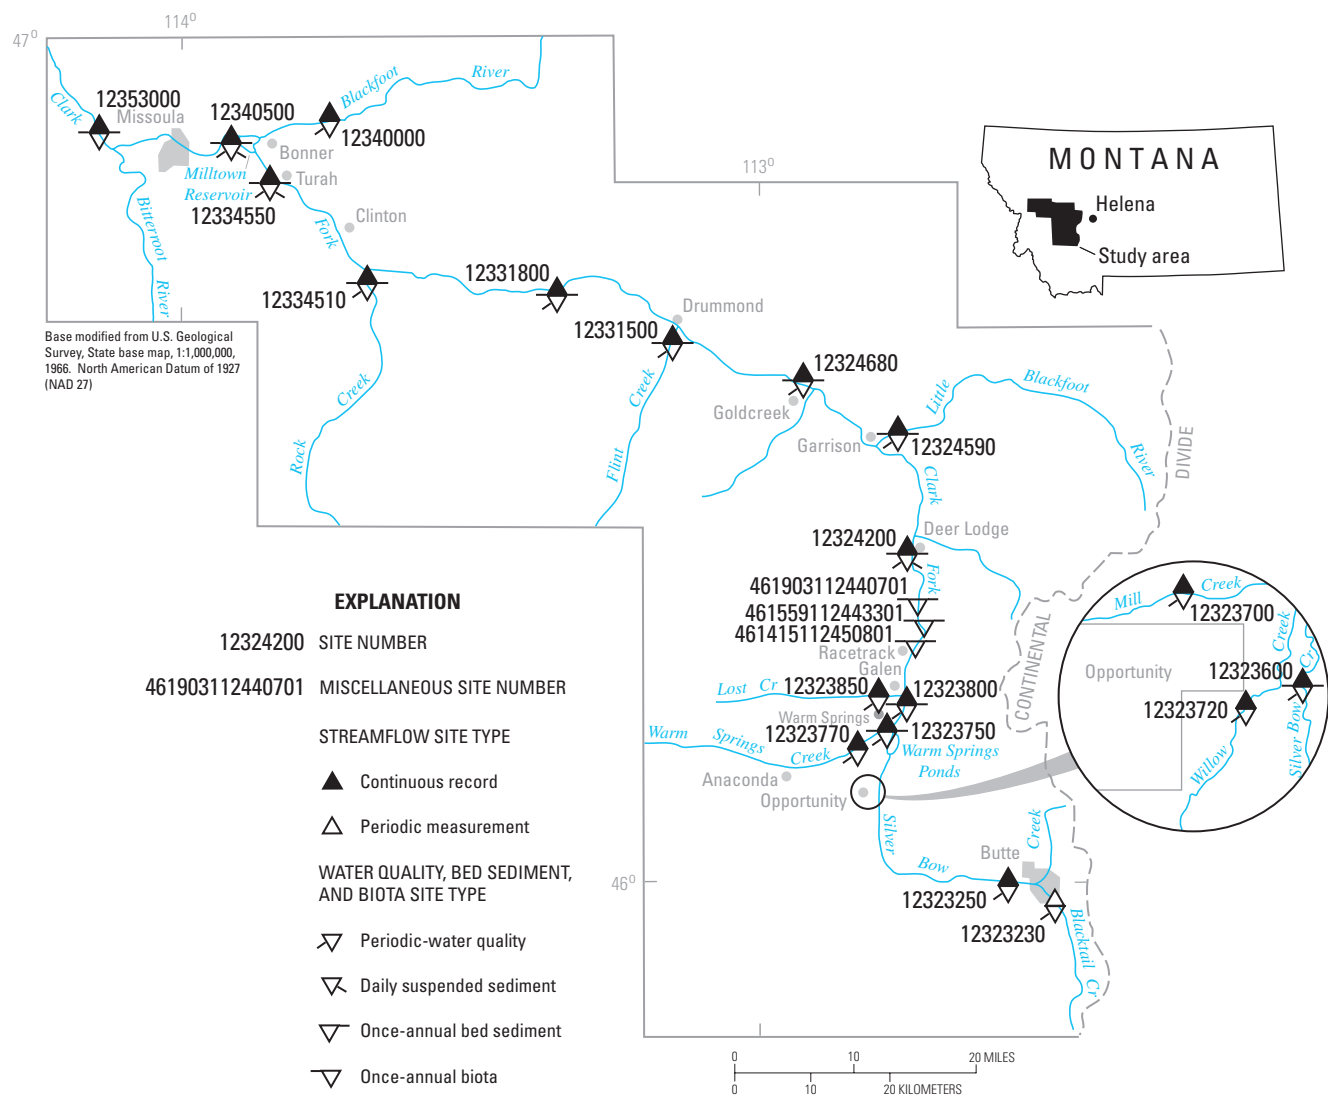 114⁰
47⁰
Clark
12353000
Missoula
12340500
Blackfoot
River
12340000
Bonner
Milltown
Reservoir
Turah
12334550
Bitterroot
River
Fork
Clinton
113⁰
MONTANA
Helena
Study area
12334510
12331800
Drummond
12331500
Base modified from U.S. Geological
Survey, State base map, 1:1,000,000,
1966. North American Datum of 1927
(NAD 27)
Rock
Creek
Flint
Creek
12324680
Goldcreek
Little
Blackfoot
River
Garrison
12324590
Clark
Fork
DIVIDE
CONTINENTAL
Deer Lodge
12324200
461903112440701
461559112443301
461415112450801
Racetrack
Galen
Lost Cr
12323850
12323800
Warm Springs
12323770
12323750
Warm
Springs
Creek
Warm Springs
Ponds
Anaconda
Opportunity
Mill
Creek
12323700
Opportunity
Creek
12323600
Cr
12323720
Willow
Silver Bow
Silver
Bow
Creek
Butte
46⁰
12323250
12323230
Blacktail Cr
EXPLANATION
12324200 SITE NUMBER
461903112440701 MISCELLANEOUS SITE NUMBER
STREAMFLOW SITE TYPE
Continuous record
Periodic measurement
WATER QUALITY, BED SEDIMENT,
AND BIOTA SITE TYPE
Periodic-water quality
Daily suspended sediment
Once-annual bed sediment
Once-annual biota
0 10 20 MILES
0 10 20 KILOMETERS